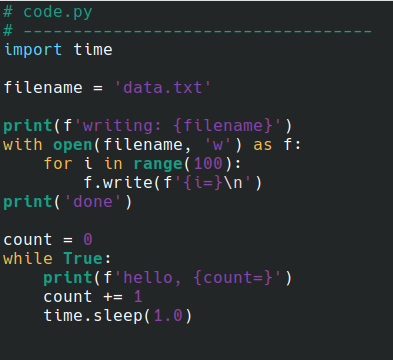 # code.py
# -----------------------------------
import time

filename = 'data.txt'

print(f'writing: {filename}')
with open(filename, 'w') as f:
    for i in range(100):
        f.write(f'{i=}\n')
print('done')

count = 0
while True:
    print(f'hello, {count=}')
    count += 1
    time.sleep(1.0)